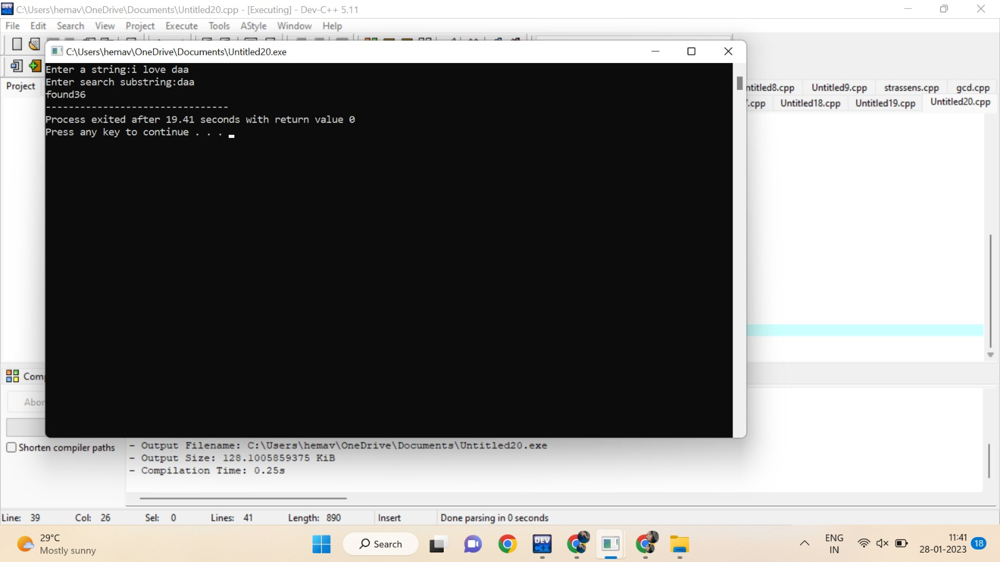 C:\Users\hemav\OneDrive\Documents\Untitled20.cpp - [Executing] - Dev-C++ 5.11
File Edit Search View Project Execute Tools AStyle Window Help
C:\Users\hemav\OneDrive\Documents\Untitled20.exe
Enter a string:i love daa
Enter search substring:daa
found36
--------------------------------
Process exited after 19.41 seconds with return value 0
Press any key to continue . . .
Project
ntitled8.cpp Untitled9.cpp strassens.cpp gcd.cpp
.cpp Untitled18.cpp Untitled19.cpp Untitled20.cpp
Comp
Abor
Shorten compiler paths
- Output Filename: C:\Users\hemav\OneDrive\Documents\Untitled20.exe
- Output Size: 128.1005859375 KiB
- Compilation Time: 0.25s
Line: 39 Col: 26 Sel: 0 Lines: 41 Length: 890 Insert Done parsing in 0 seconds
29°C
Mostly sunny
Search
DEV
C++
ENG
IN
11:41
28-01-2023
18